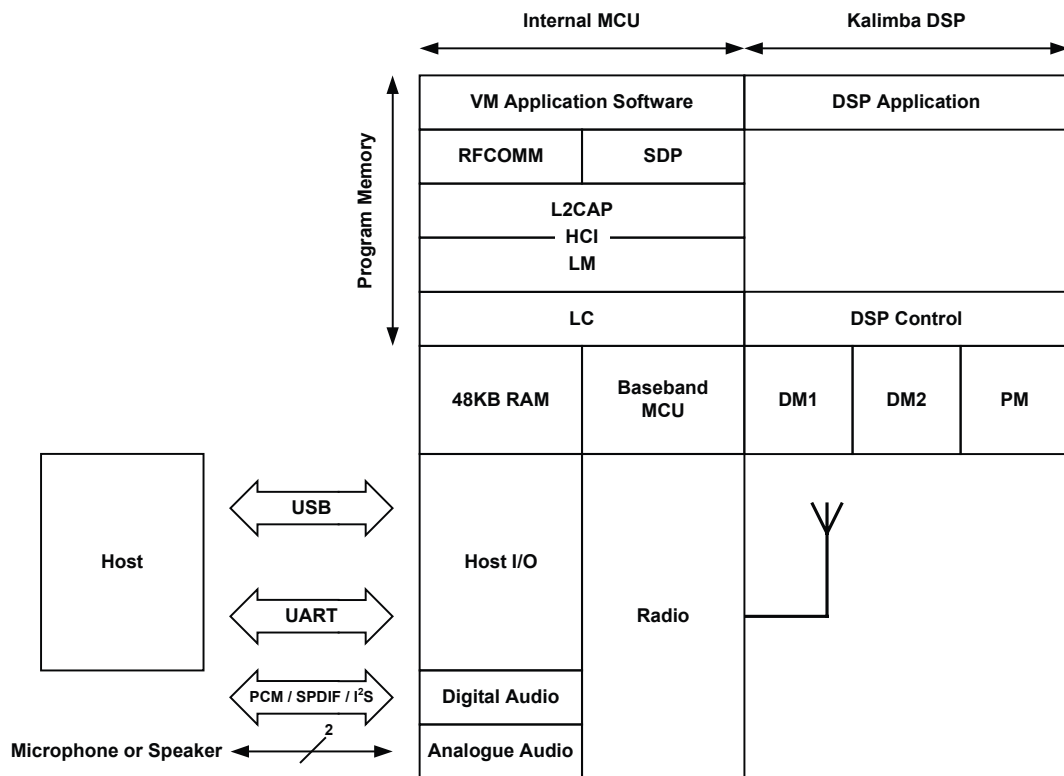 Internal MCU
Kalimba DSP
Program Memory
VM Application Software
DSP Application
RFCOMM
SDP
L2CAP
HCI
LM
LC
DSP Control
48KB RAM
Baseband
MCU
DM1
DM2
PM
Host
USB
UART
Host I/O
Radio
PCM / SPDIF / I²S
Digital Audio
2
Microphone or Speaker
Analogue Audio